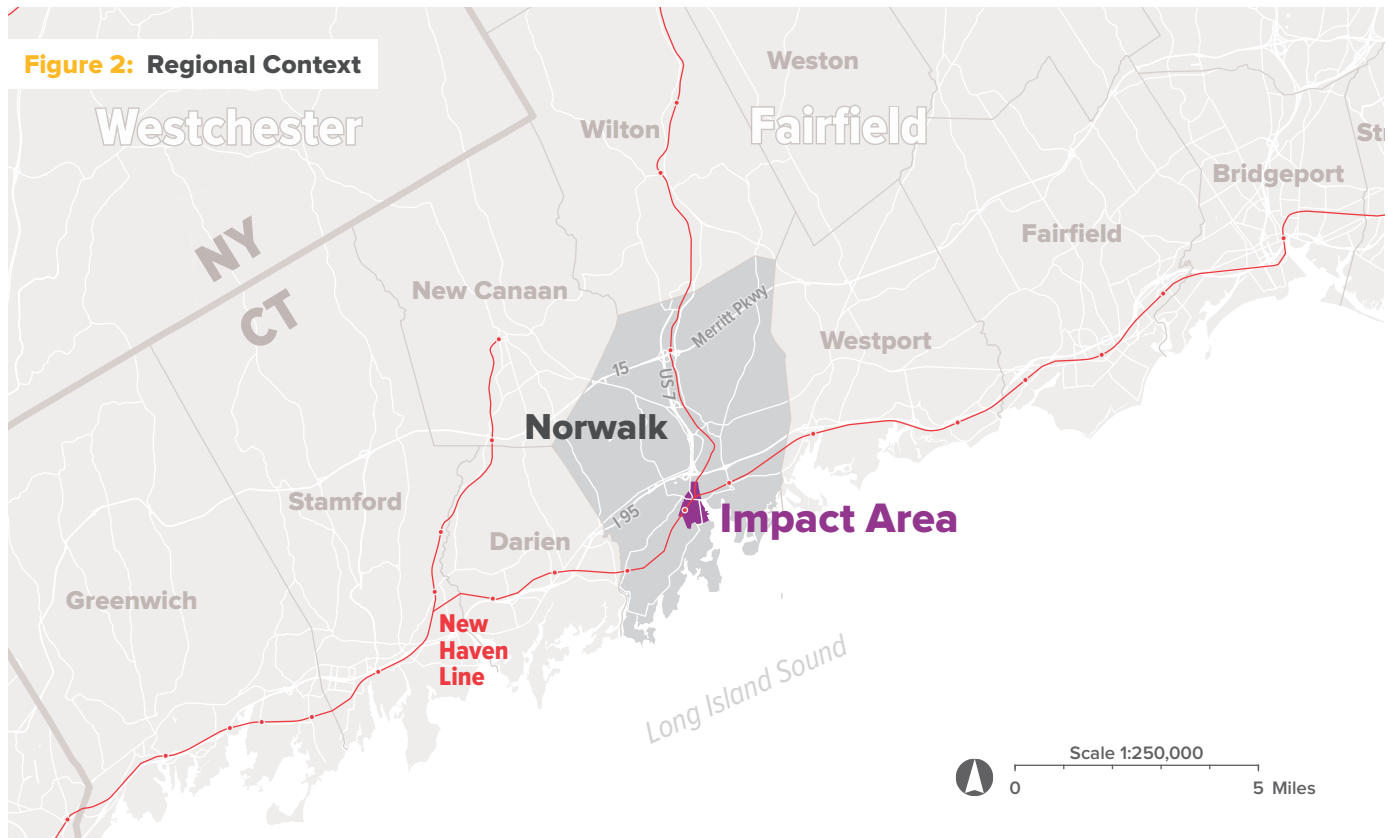 Figure 2: Regional Context
Weston
Westchester
Fairfield
Wilton
Bridgeport
Fairfield
NY
CT
New Canaan
Merritt Pkwy
Westport
15
US 7
Norwalk
Stamford
I 95
Impact Area
Darien
Greenwich
New
Haven
Line
Long Island Sound
Scale 1:250,000
0
5 Miles